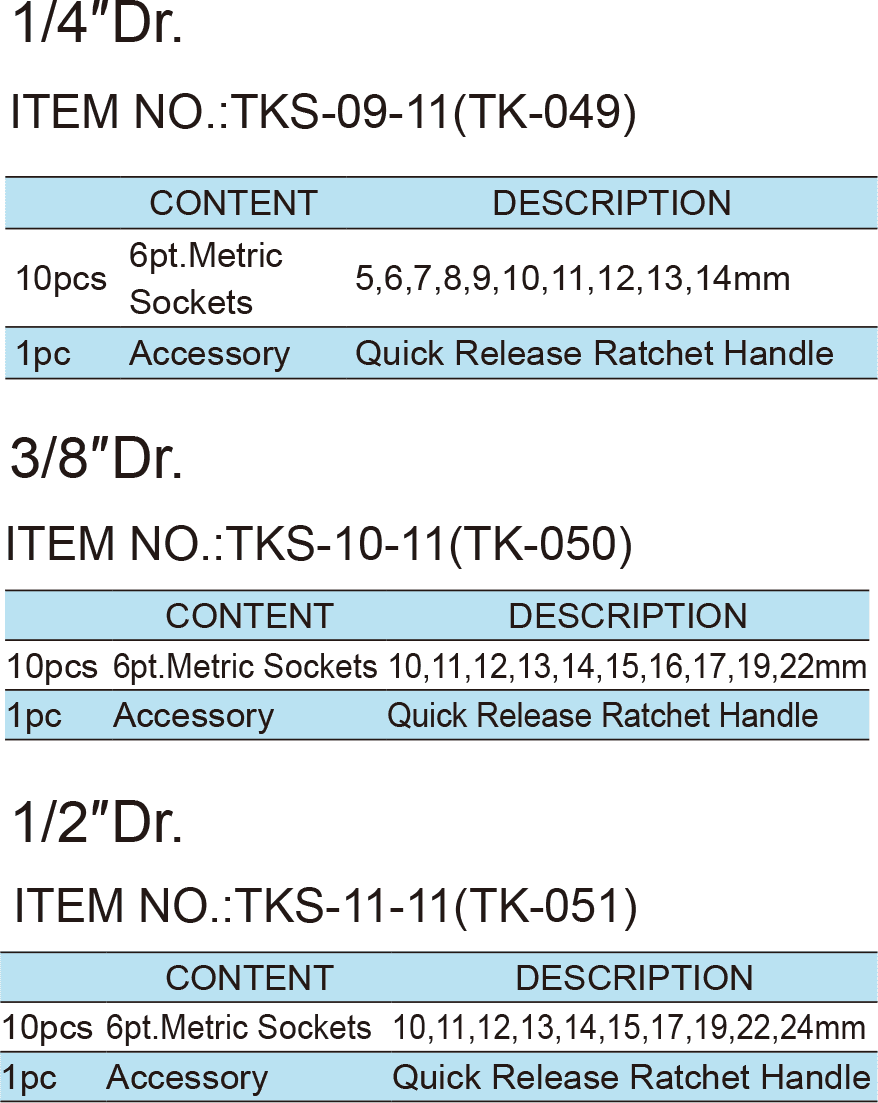 1/4″Dr.
ITEM NO.:TKS-09-11(TK-049)
CONTENT DESCRIPTION
10pcs 6pt.Metric Sockets 5,6,7,8,9,10,11,12,13,14mm
1pc Accessory Quick Release Ratchet Handle
3/8″Dr.
ITEM NO.:TKS-10-11(TK-050)
CONTENT DESCRIPTION
10pcs 6pt.Metric Sockets 10,11,12,13,14,15,16,17,19,22mm
1pc Accessory Quick Release Ratchet Handle
1/2″Dr.
ITEM NO.:TKS-11-11(TK-051)
CONTENT DESCRIPTION
10pcs 6pt.Metric Sockets 10,11,12,13,14,15,17,19,22,24mm
1pc Accessory Quick Release Ratchet Handle